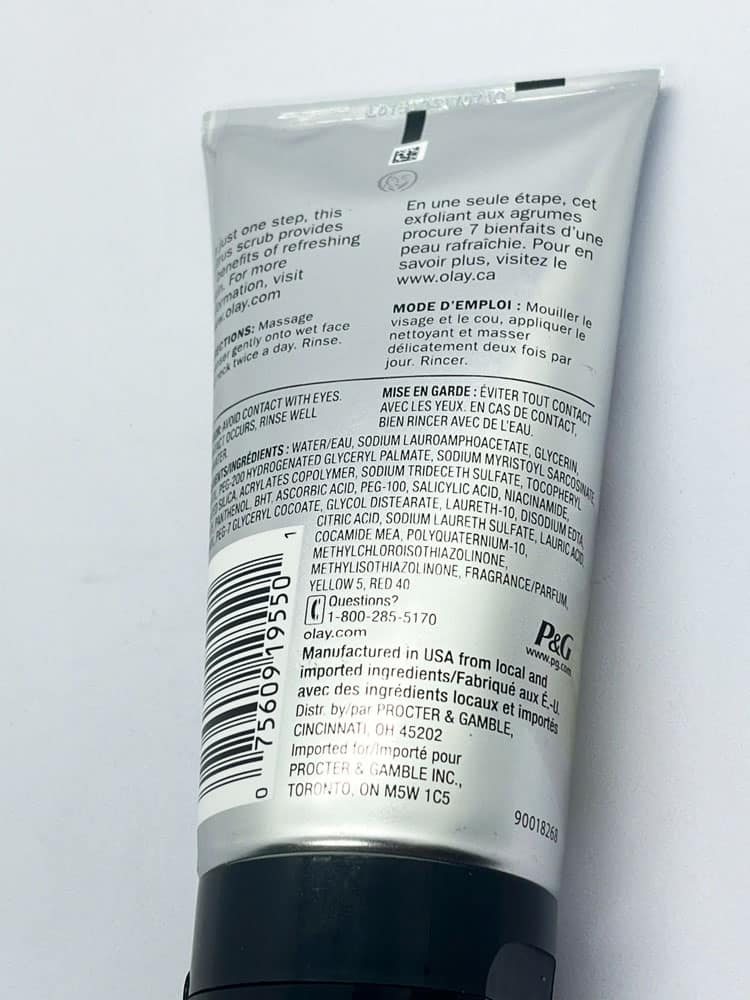 just one step, this
scrub provides
benefits of refreshing
For more
visit
olay.com
Massage
gently onto wet face
twice a day. Rinse.
En une seule étape, cet
exfoliant aux agrumes
procure 7 bienfaits d'une
peau rafraîchie. Pour en
savoir plus, visitez le
www.olay.ca
MODE D'EMPLOI : Mouiller le
visage et le cou, appliquer le
nettoyant et masser
délicatement deux fois par
jour. Rincer.
AVOID CONTACT WITH EYES.
OCCURS, RINSE WELL
MISE EN GARDE : ÉVITER TOUT CONTACT
AVEC LES YEUX. EN CAS DE CONTACT,
BIEN RINCER AVEC DE L'EAU.
WATER/EAU, SODIUM LAUROAMPHOACETATE, GLYCERIN,
PEG-200 HYDROGENATED GLYCERYL PALMATE, SODIUM MYRISTOYL SARCOSINATE,
SILICA, ACRYLATES COPOLYMER, SODIUM TRIDECETH SULFATE, TOCOPHERYL
PANTHENOL, BHT, ASCORBIC ACID, PEG-100, SALICYLIC ACID, NIACINAMIDE,
PEG-7 GLYCERYL COCOATE, GLYCOL DISTEARATE, LAURETH-10, DISODIUM EDTA,
CITRIC ACID, SODIUM LAURETH SULFATE, LAURIC ACID,
COCAMIDE MEA, POLYQUATERNIUM-10,
METHYLCHLOROISOTHIAZOLINONE,
METHYLISOTHIAZOLINONE, FRAGRANCE/PARFUM,
YELLOW 5, RED 40
Questions?
1-800-285-5170
olay.com
P&G
www.pg.com
Manufactured in USA from local and
imported ingredients/Fabriqué aux É.-U.
avec des ingrédients locaux et importés
Distr. by/par PROCTER & GAMBLE,
CINCINNATI, OH 45202
Imported for/Importé pour
PROCTER & GAMBLE INC.,
TORONTO, ON M5W 1C5
0 75609 19550 1
90018268